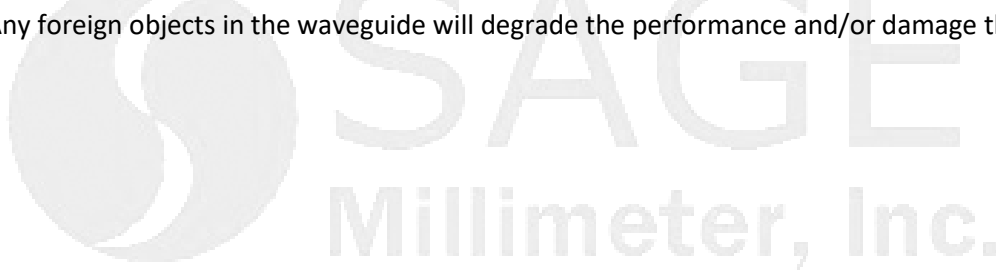 ny foreign objects in the waveguide will degrade the performance and/or damage th
SAGE
Millimeter, Inc.